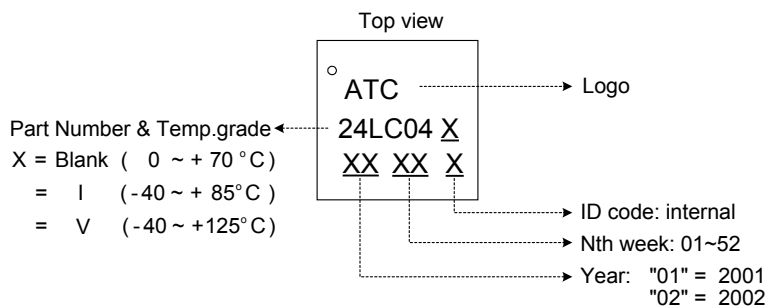 Top view
ATC
Logo
Part Number & Temp.grade
24LC04 X
X = Blank ( 0 ~ + 70 °C)
= I (-40 ~ + 85°C)
= V (-40 ~ +125°C)
XX XX X
ID code: internal
Nth week: 01~52
Year: "01" = 2001
"02" = 2002